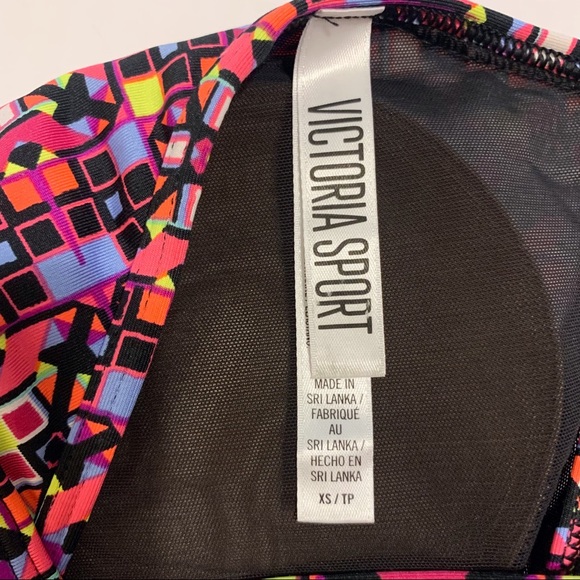 VICTORIA SPORT
MADE IN
SRI LANKA /
FABRIQUÉ
AU
SRI LANKA /
HECHO EN
SRI LANKA
XS / TP